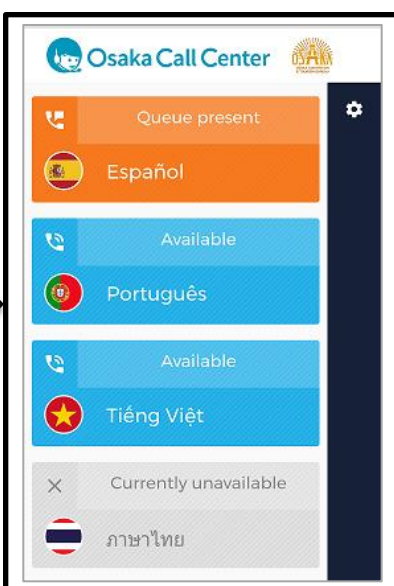 Osaka Call Center
OSAKA
Queue present
Español
Available
Português
Available
Tiếng Việt
Currently unavailable
ภาษาไทย